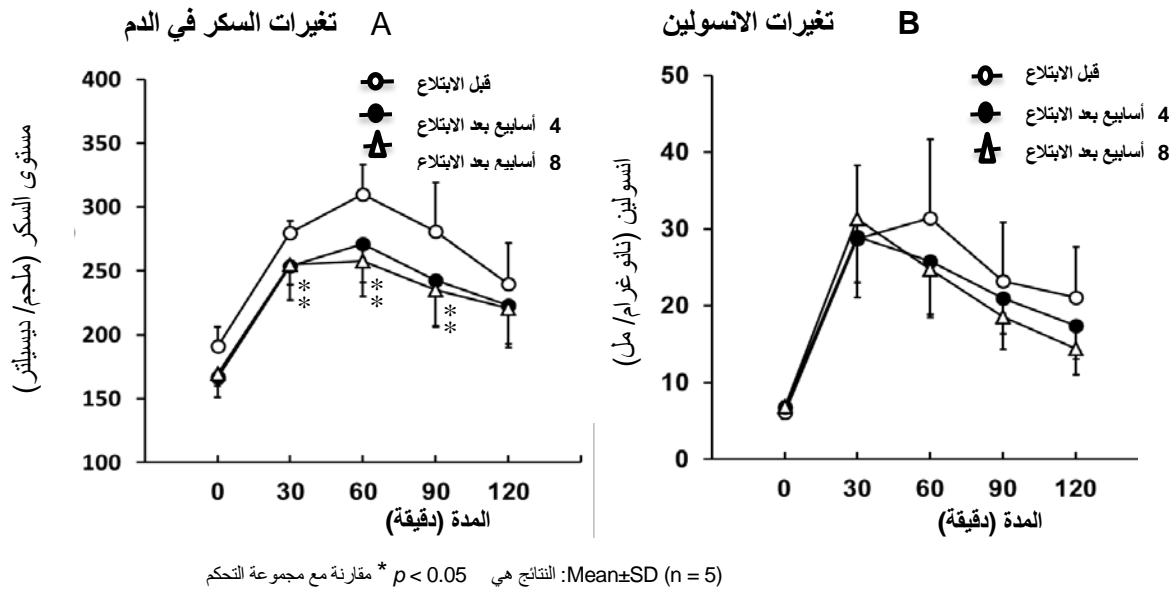 A تغيرات السكر في الدم
400
350
300
250
200
150
100
قبل الابتلاع
4 أسابيع بعد الابتلاع
8 أسابيع بعد الابتلاع
مستوى السكر (ملجم/ ديسيلتر)
**
**
**
0 30 60 90 120
المدة (دقيقة)
B تغيرات الانسولين
50
40
30
20
10
0
قبل الابتلاع
4 أسابيع بعد الابتلاع
8 أسابيع بعد الابتلاع
انسولين (نانوغرام/ مل)
0 30 60 90 120
المدة (دقيقة)
Mean±SD (n = 5): النتائج هي p < 0.05 * مقارنة مع مجموعة التحكم